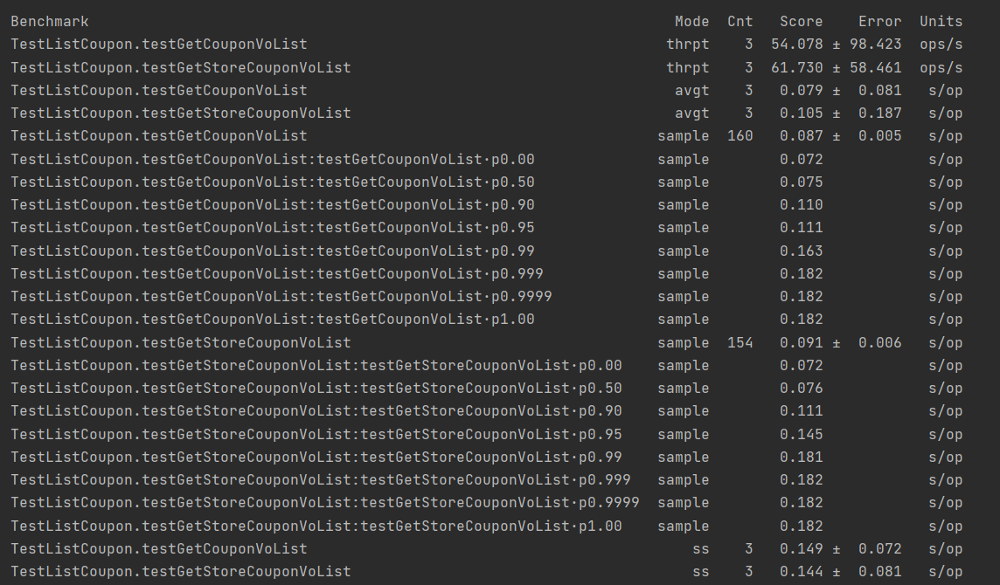 Benchmark Mode Cnt Score Error Units
TestListCoupon.testGetCouponVoList thrpt 3 54.078 ± 98.423 ops/s
TestListCoupon.testGetStoreCouponVoList thrpt 3 61.730 ± 58.461 ops/s
TestListCoupon.testGetCouponVoList avgt 3 0.079 ± 0.081 s/op
TestListCoupon.testGetStoreCouponVoList avgt 3 0.105 ± 0.187 s/op
TestListCoupon.testGetCouponVoList sample 160 0.087 ± 0.005 s/op
TestListCoupon.testGetCouponVoList:testGetCouponVoList·p0.00 sample 0.072 s/op
TestListCoupon.testGetCouponVoList:testGetCouponVoList·p0.50 sample 0.075 s/op
TestListCoupon.testGetCouponVoList:testGetCouponVoList·p0.90 sample 0.110 s/op
TestListCoupon.testGetCouponVoList:testGetCouponVoList·p0.95 sample 0.111 s/op
TestListCoupon.testGetCouponVoList:testGetCouponVoList·p0.99 sample 0.163 s/op
TestListCoupon.testGetCouponVoList:testGetCouponVoList·p0.999 sample 0.182 s/op
TestListCoupon.testGetCouponVoList:testGetCouponVoList·p0.9999 sample 0.182 s/op
TestListCoupon.testGetCouponVoList:testGetCouponVoList·p1.00 sample 0.182 s/op
TestListCoupon.testGetStoreCouponVoList sample 154 0.091 ± 0.006 s/op
TestListCoupon.testGetStoreCouponVoList:testGetStoreCouponVoList·p0.00 sample 0.072 s/op
TestListCoupon.testGetStoreCouponVoList:testGetStoreCouponVoList·p0.50 sample 0.076 s/op
TestListCoupon.testGetStoreCouponVoList:testGetStoreCouponVoList·p0.90 sample 0.111 s/op
TestListCoupon.testGetStoreCouponVoList:testGetStoreCouponVoList·p0.95 sample 0.145 s/op
TestListCoupon.testGetStoreCouponVoList:testGetStoreCouponVoList·p0.99 sample 0.181 s/op
TestListCoupon.testGetStoreCouponVoList:testGetStoreCouponVoList·p0.999 sample 0.182 s/op
TestListCoupon.testGetStoreCouponVoList:testGetStoreCouponVoList·p0.9999 sample 0.182 s/op
TestListCoupon.testGetStoreCouponVoList:testGetStoreCouponVoList·p1.00 sample 0.182 s/op
TestListCoupon.testGetCouponVoList ss 3 0.149 ± 0.072 s/op
TestListCoupon.testGetStoreCouponVoList ss 3 0.144 ± 0.081 s/op